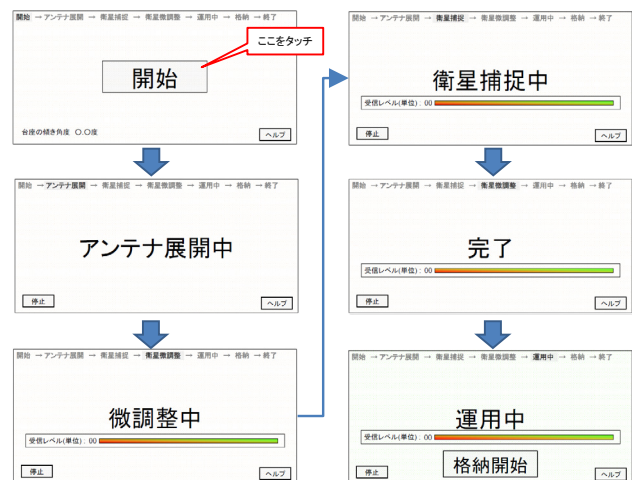 開始 → アンテナ展開 → 衛星捕捉 → 衛星微調整 → 運用中 → 格納 → 終了
ここをタッチ
開始
台座の傾き角度 〇.〇度
ヘルプ
開始 → アンテナ展開 → 衛星捕捉 → 衛星微調整 → 運用中 → 格納 → 終了
アンテナ展開中
停止
ヘルプ
開始 → アンテナ展開 → 衛星捕捉 → 衛星微調整 → 運用中 → 格納 → 終了
微調整中
受信レベル(単位) : 00
停止
ヘルプ
開始 → アンテナ展開 → 衛星捕捉 → 衛星微調整 → 運用中 → 格納 → 終了
衛星捕捉中
受信レベル(単位) : 00
停止
ヘルプ
開始 → アンテナ展開 → 衛星捕捉 → 衛星微調整 → 運用中 → 格納 → 終了
完了
受信レベル(単位) : 00
停止
ヘルプ
開始 → アンテナ展開 → 衛星捕捉 → 衛星微調整 → 運用中 → 格納 → 終了
運用中
受信レベル(単位) : 00
格納開始
停止
ヘルプ